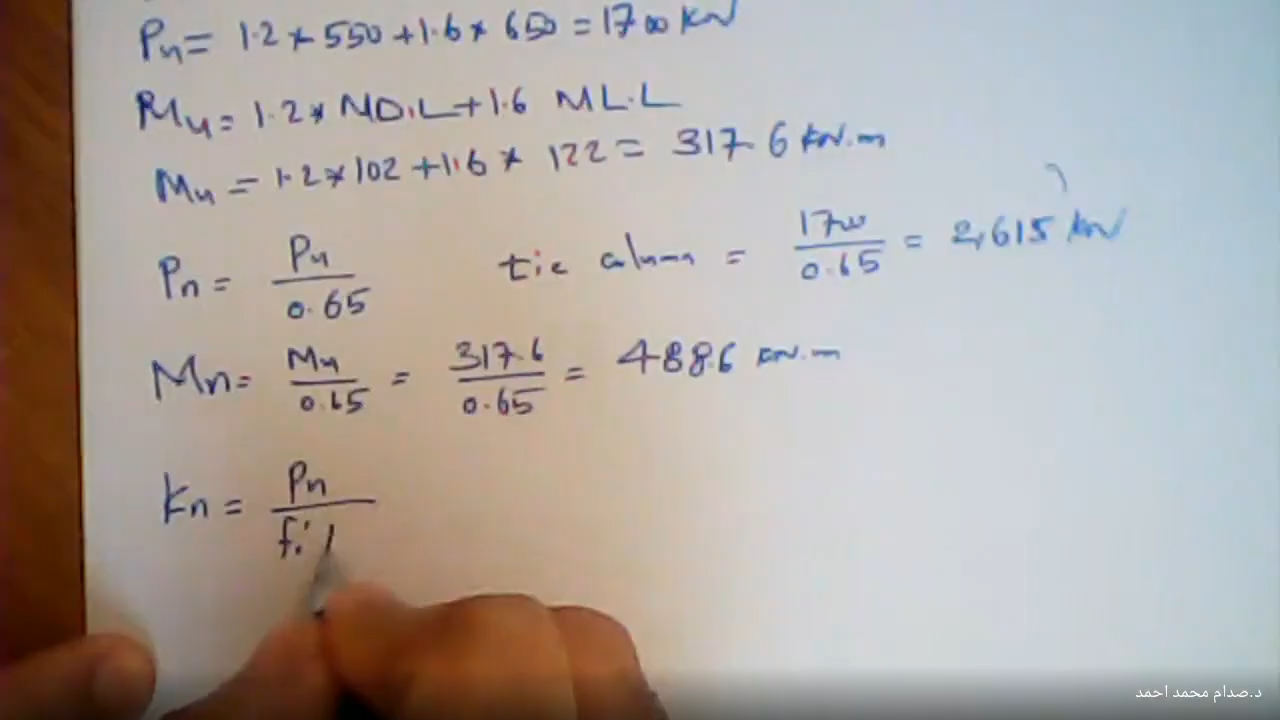 Pu = 1.2 * 550 + 1.6 * 650 = 1700 kN
Mu = 1.2 * MD.L + 1.6 ML.L
Mu = 1.2 * 102 + 1.6 * 122 = 317.6 kN.m
Pn = Pu / 0.65 tie column = 1700 / 0.65 = 2,615 kN
Mn = Mu / 0.65 = 317.6 / 0.65 = 488.6 kN.m
Kn = Pn / fc'
د.صدام محمد احمد